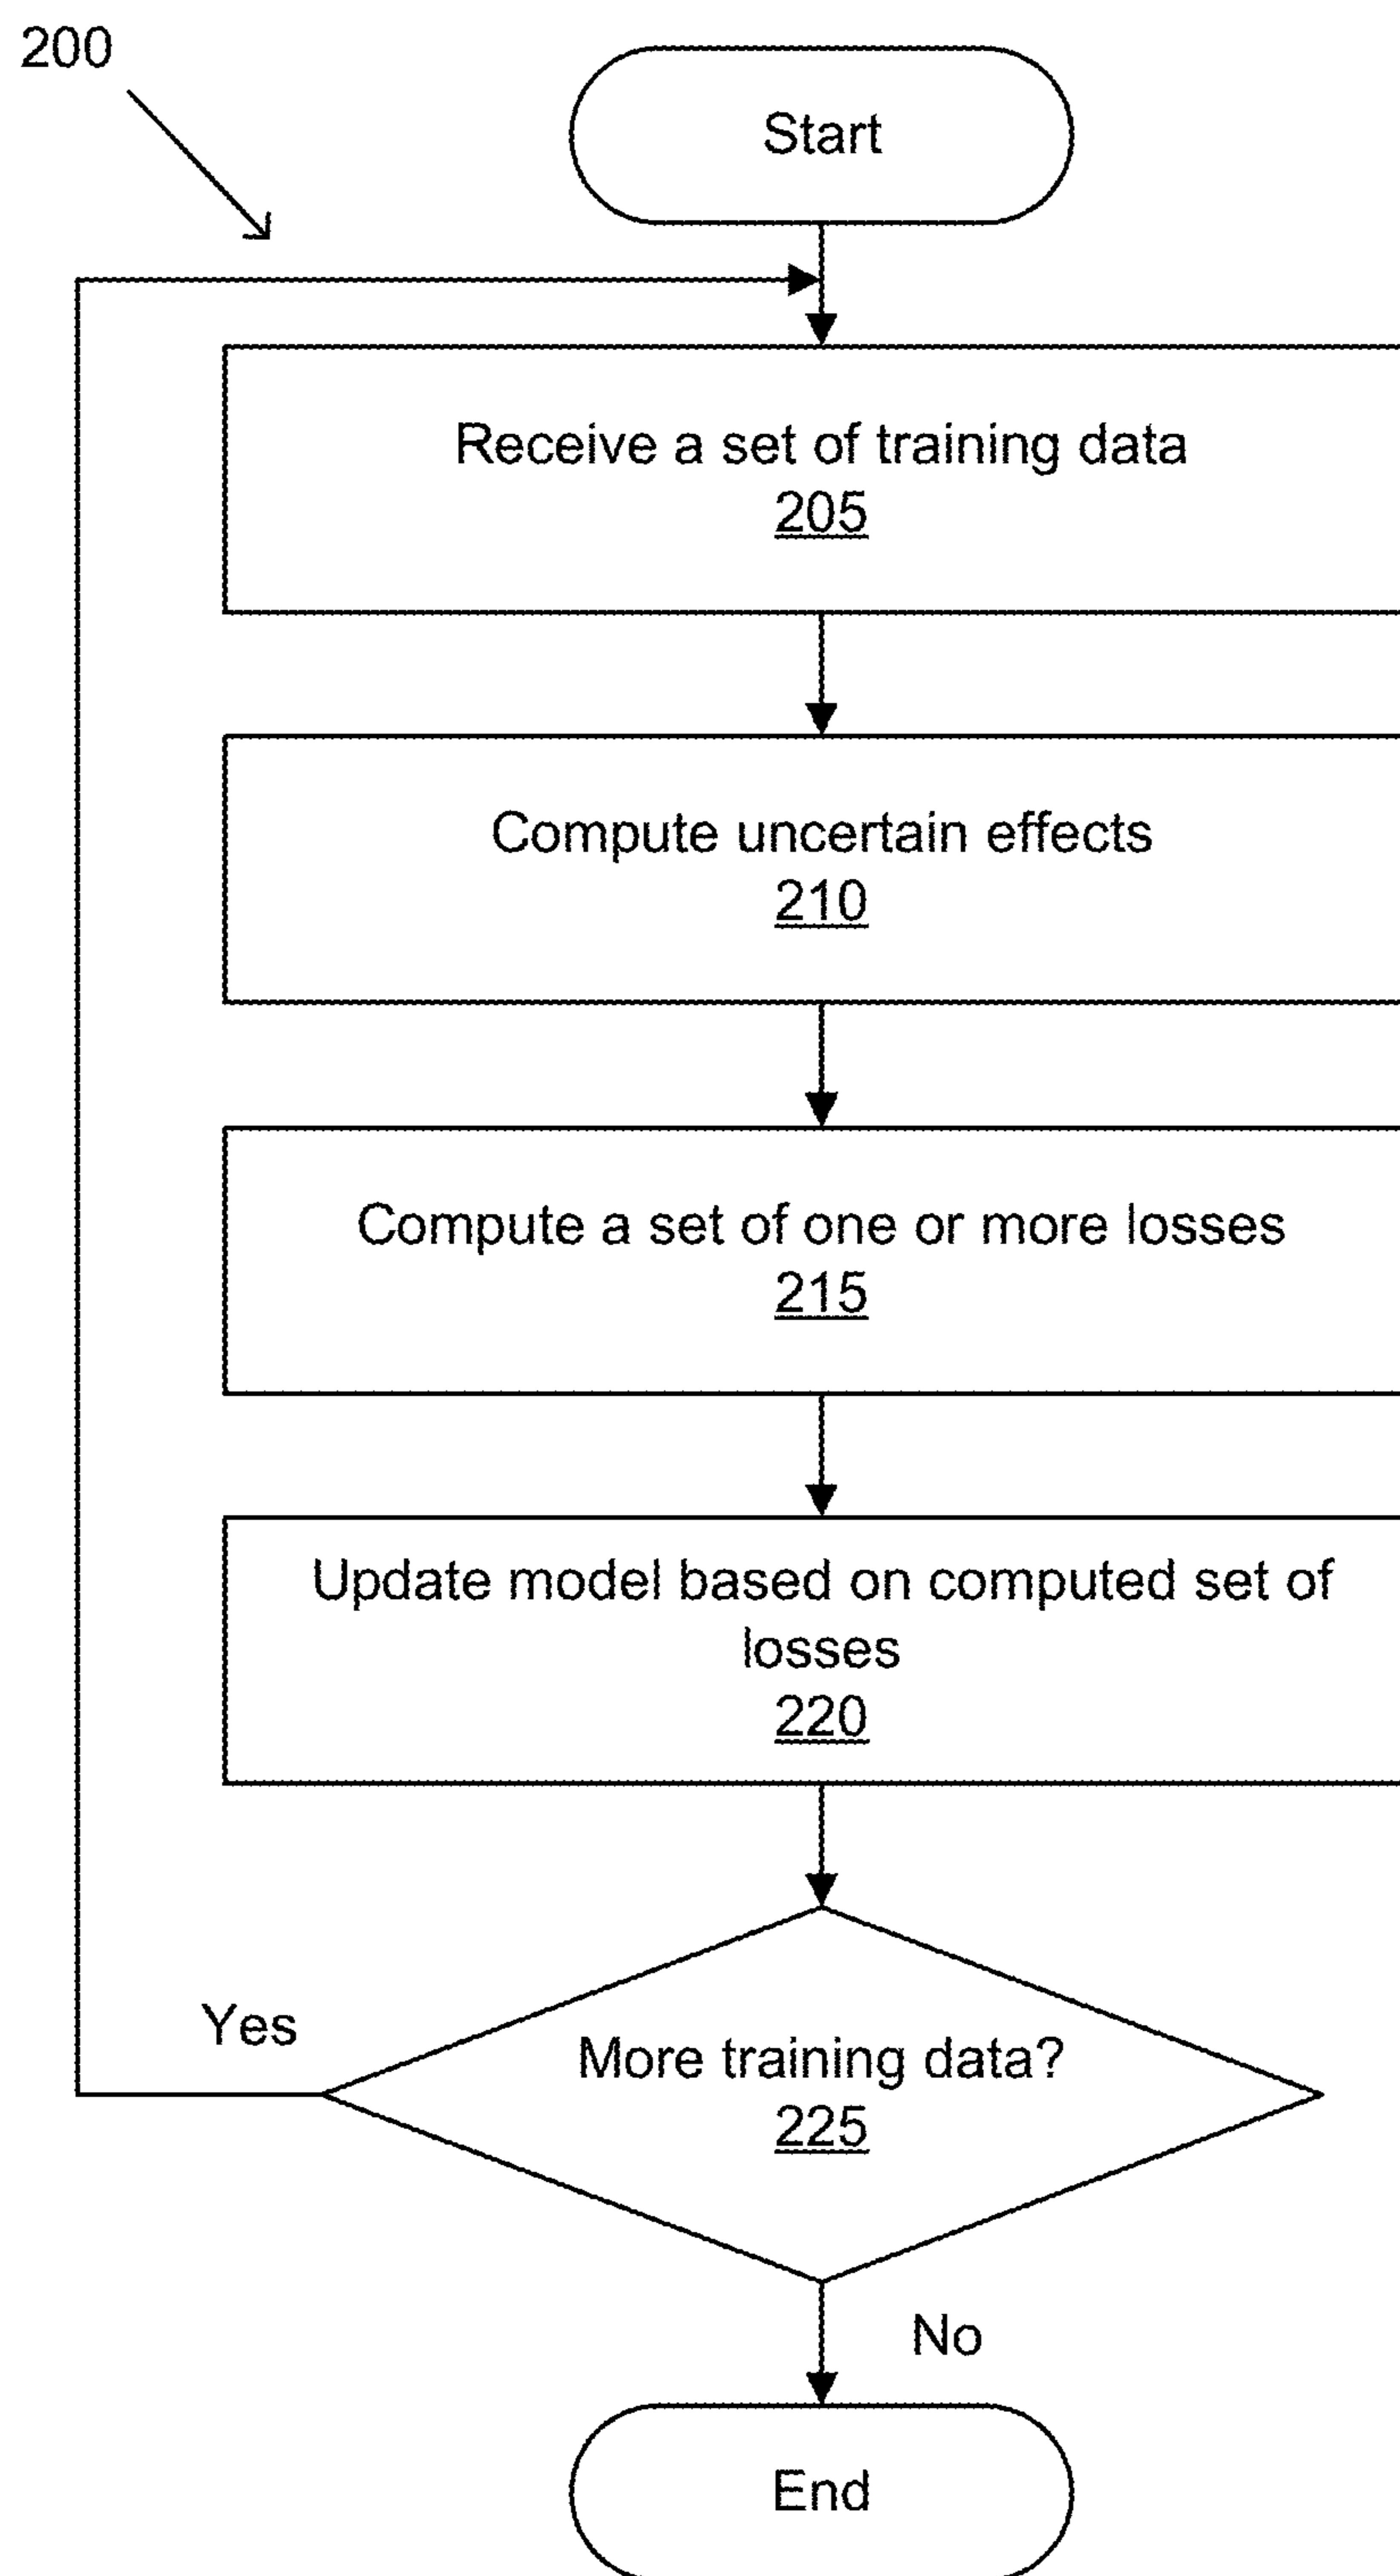 200
Start
Receive a set of training data
205
Compute uncertain effects
210
Compute a set of one or more losses
215
Update model based on computed set of
losses
220
Yes
More training data?
225
No
End